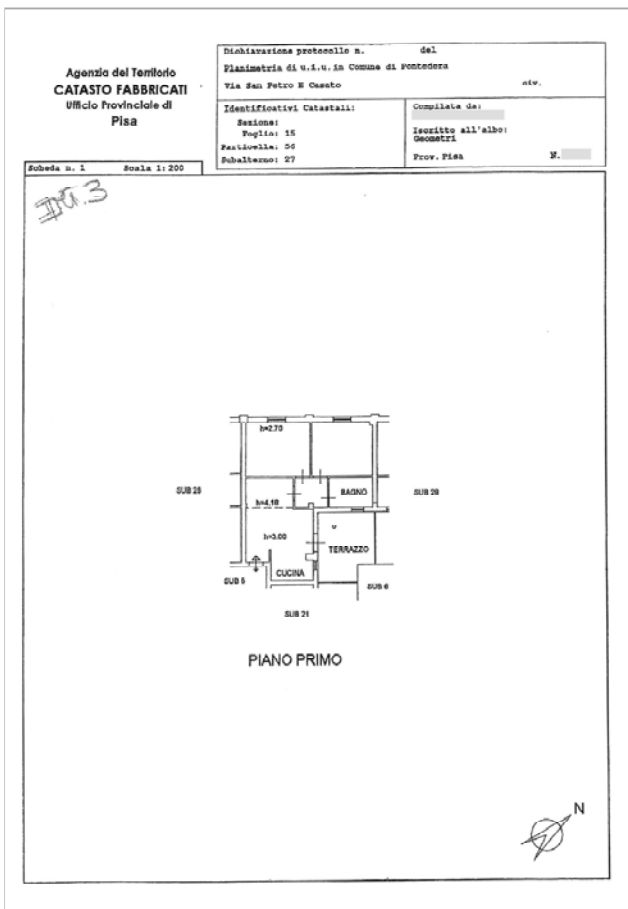 Agenzia del Territorio
CATASTO FABBRICATI
Ufficio Provinciale di
Pisa
Dichiarazione protocollo n. del
Planimetria di u.i.u. in Comune di Pontedera
Via San Petro E Casato civ.
Identificativi Catastali:
Sezione:
Foglio: 15
Particella: 56
Subalterno: 27
Compilata da:
Iscritto all'albo:
Geometri
Prov. Pisa N.
Scheda n. 1 Scala 1:200
h=2.70
SUB 28
h=4.10
BAGNO
h=3.00
TERRAZZO
CUCINA
SUB 5
SUB 6
SUB 21
PIANO PRIMO
N